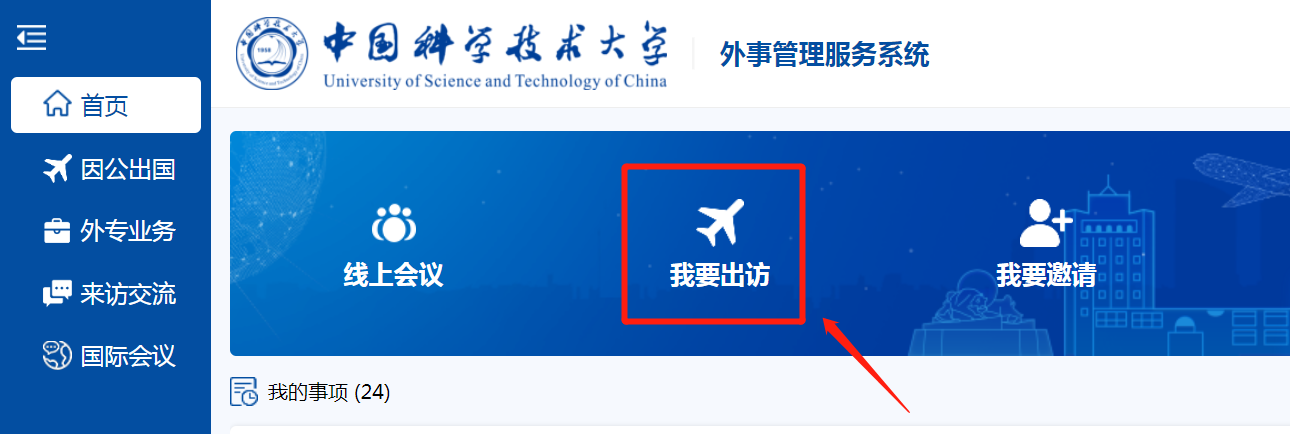 中国科学技术大学
University of Science and Technology of China
外事管理服务系统
首页
因公出国
外专业务
来访交流
国际会议
线上会议
我要出访
我要邀请
我的事项 (24)